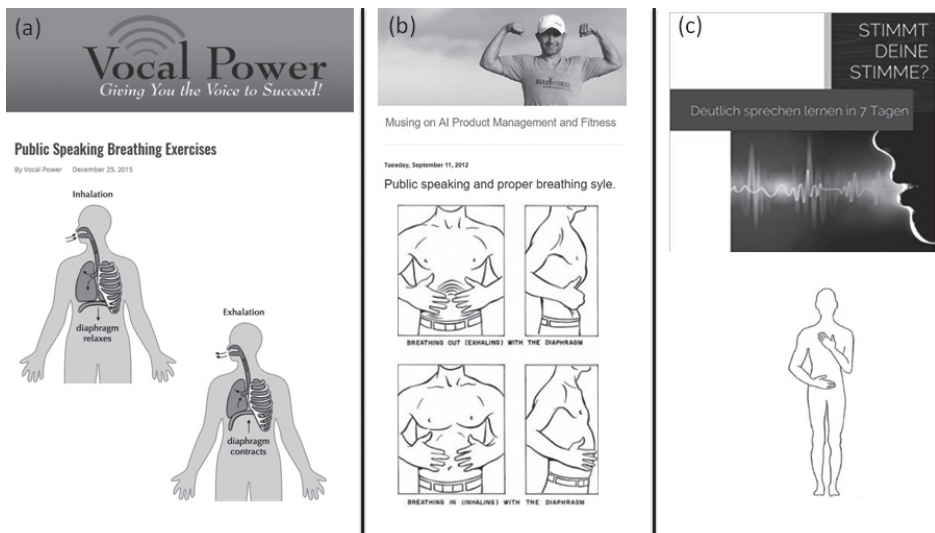 (a)
Vocal Power
Giving You the Voice to Succeed!
Public Speaking Breathing Exercises
By Vocal Power December 25, 2015
Inhalation
diaphragm
relaxes
Exhalation
diaphragm
contracts
(b)
Musing on AI Product Management and Fitness
Tuesday, September 11, 2012
Public speaking and proper breathing syle.
BREATHING OUT (EXHALING) WITH THE DIAPHRAGM
BREATHING IN (INHALING) WITH THE DIAPHRAGM
(c)
STIMMT
DEINE
STIMME?
Deutlich sprechen lernen in 7 Tagen